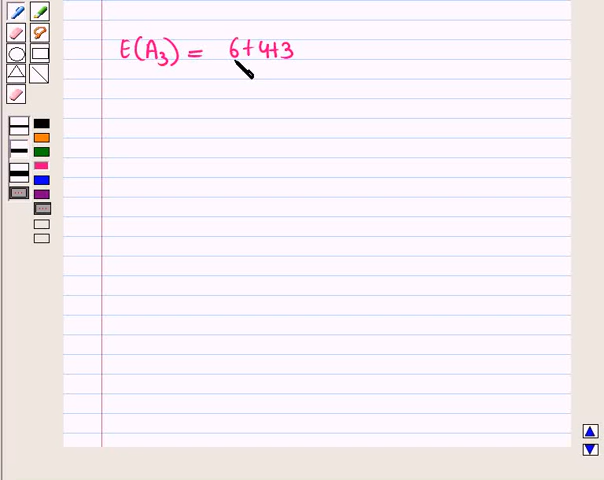 E(A₃) = 6+4+3